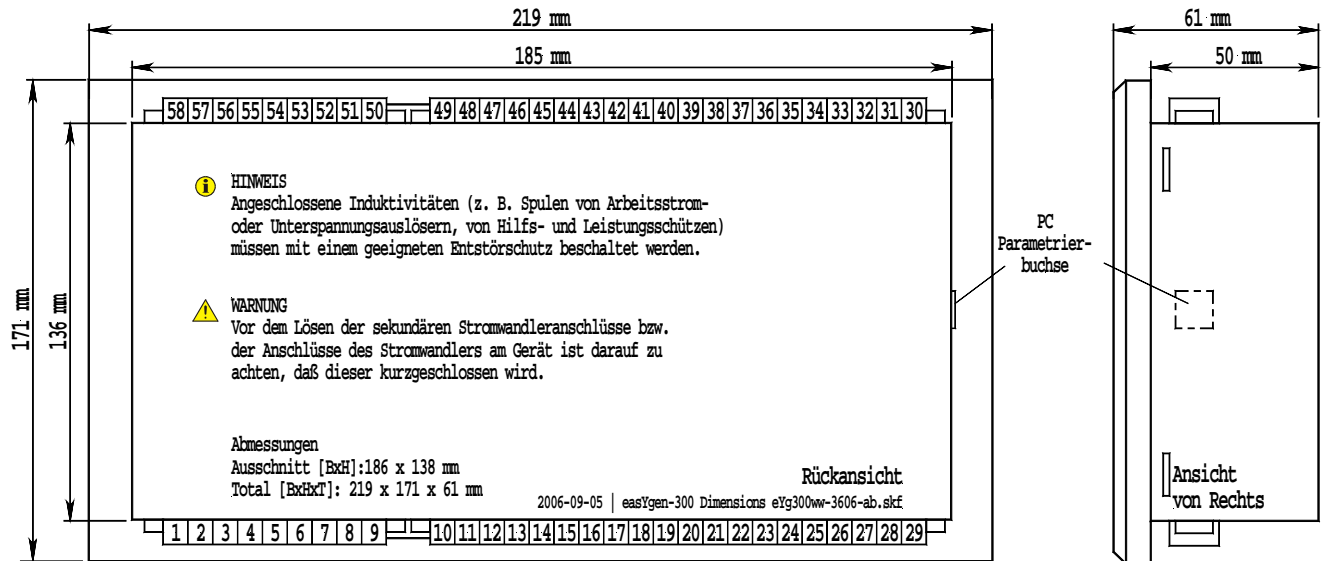 219 mm
61 mm
185 mm
50 mm
58 57 56 55 54 53 52 51 50 49 48 47 46 45 44 43 42 41 40 39 38 37 36 35 34 33 32 31 30
HINWEIS
Angeschlossene Induktivitäten (z. B. Spulen von Arbeitsstrom-
oder Unterspannungsauslösern, von Hilfs- und Leistungsschützen)
müssen mit einem geeigneten Entstörschutz beschaltet werden.
PC
Parametrier-
buchse
171 mm
136 mm
WARNUNG
Vor dem Lösen der sekundären Stromwandleranschlüsse bzw.
der Anschlüsse des Stromwandlers am Gerät ist darauf zu
achten, daß dieser kurzgeschlossen wird.
Abmessungen
Ausschnitt [BxH]:186 x 138 mm
Total [BxHxT]: 219 x 171 x 61 mm
Rückansicht
2006-09-05 | easYgen-300 Dimensions eYg300ww-3606-ab.skf
Ansicht
von Rechts
1 2 3 4 5 6 7 8 9 10 11 12 13 14 15 16 17 18 19 20 21 22 23 24 25 26 27 28 29